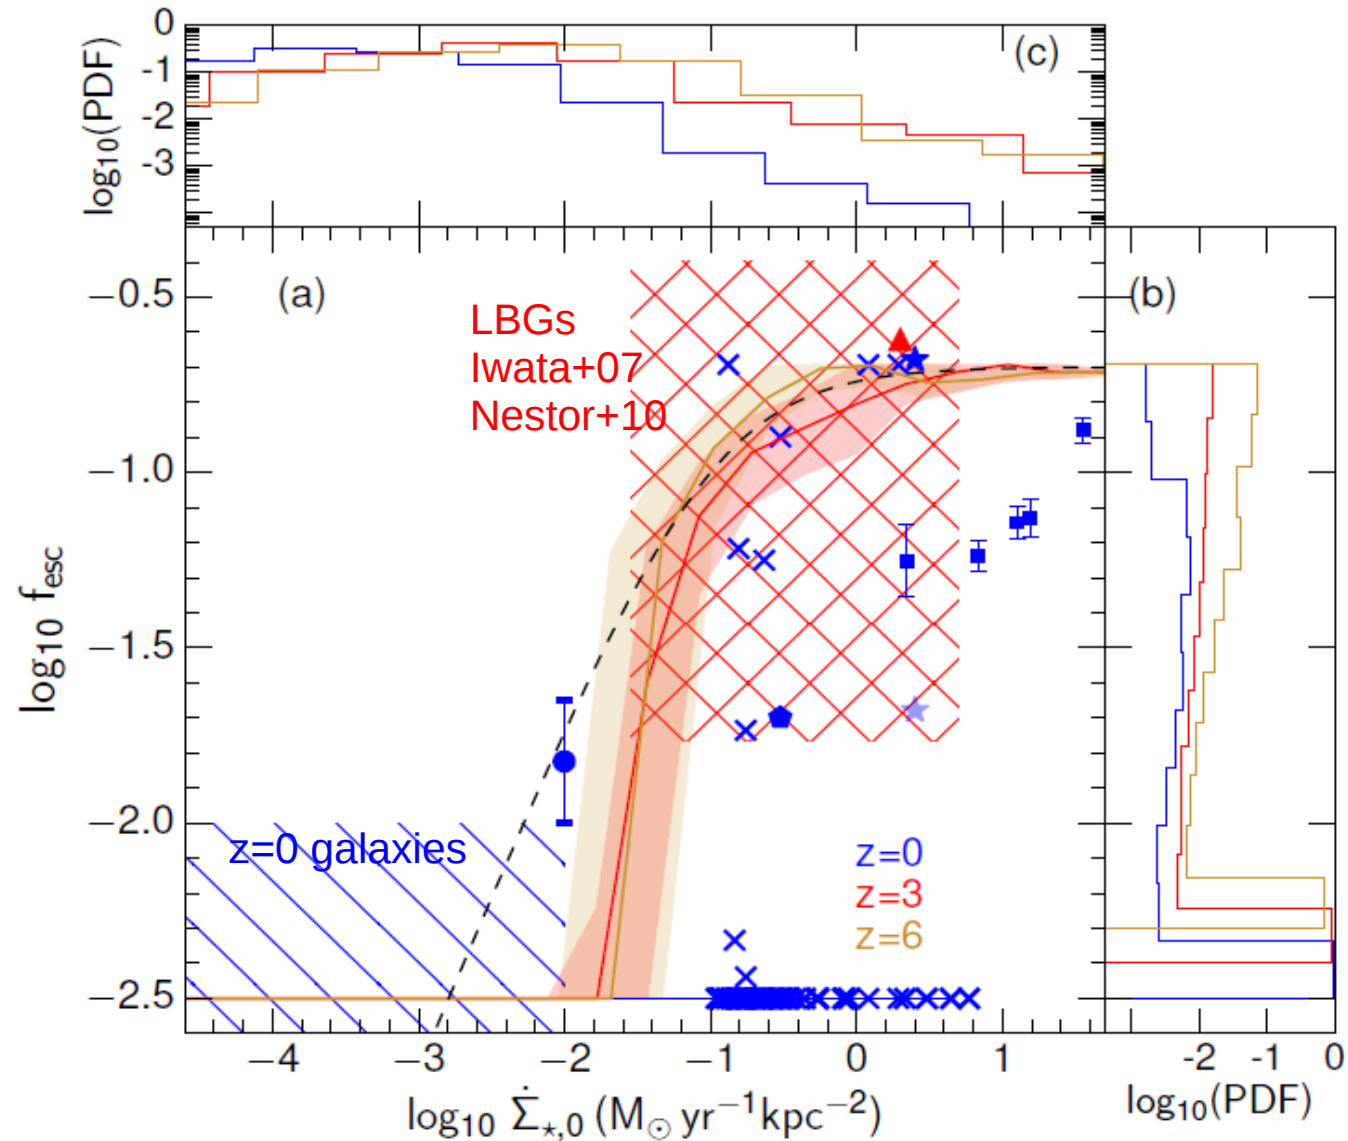 0
-1
-2
-3
log₁₀(PDF)
(c)
(a)
(b)
−0.5
−1.0
−1.5
−2.0
−2.5
log₁₀ f_esc
LBGs
Iwata+07
Nestor+10
z=0 galaxies
z=0
z=3
z=6
−4 −3 −2 −1 0 1
log₁₀ Σ̇⋆,₀ (M⊙ yr⁻¹kpc⁻²)
-2 -1 0
log₁₀(PDF)